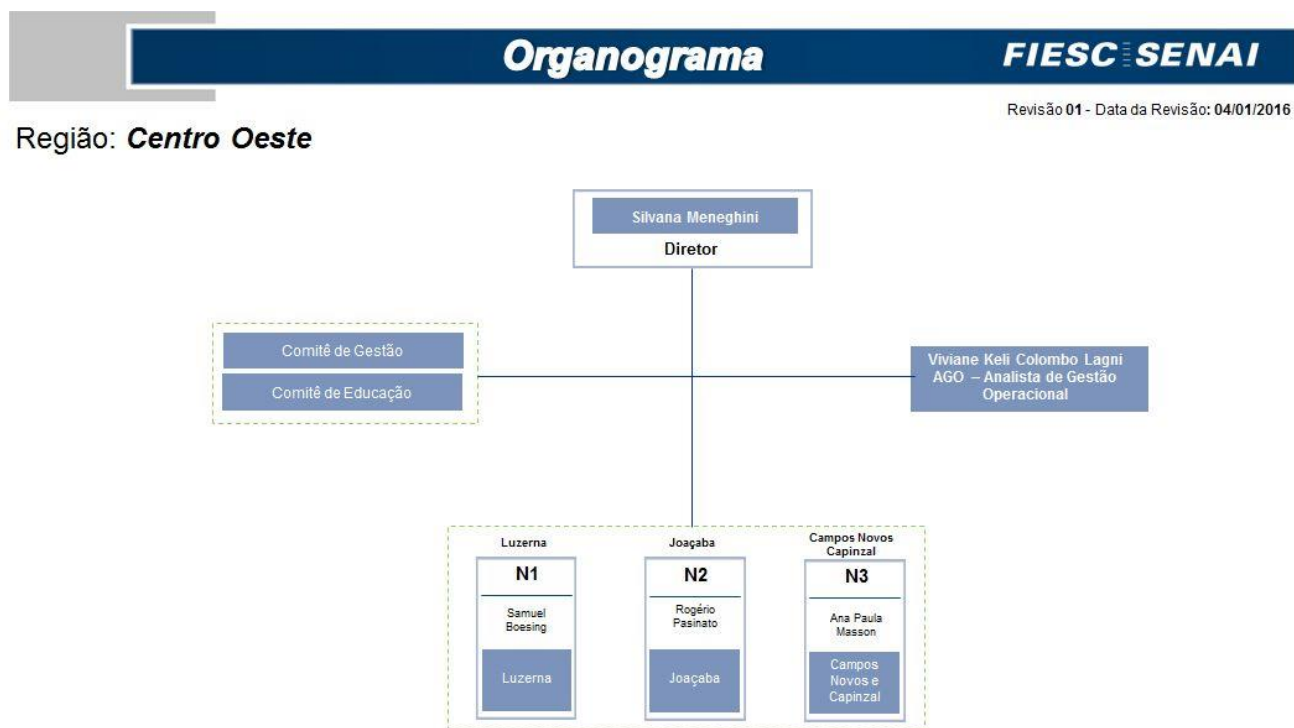 Organograma
FIESC SENAI
Revisão 01 - Data da Revisão: 04/01/2016
Região: Centro Oeste
Silvana Meneghini
Diretor
Comitê de Gestão
Comitê de Educação
Viviane Keli Colombo Lagni
AGO – Analista de Gestão
Operacional
Luzerna
N1
Samuel
Boesing
Luzerna
Joaçaba
N2
Rogério
Pasinato
Joaçaba
Campos Novos
Capinzal
N3
Ana Paula
Masson
Campos
Novos e
Capinzal